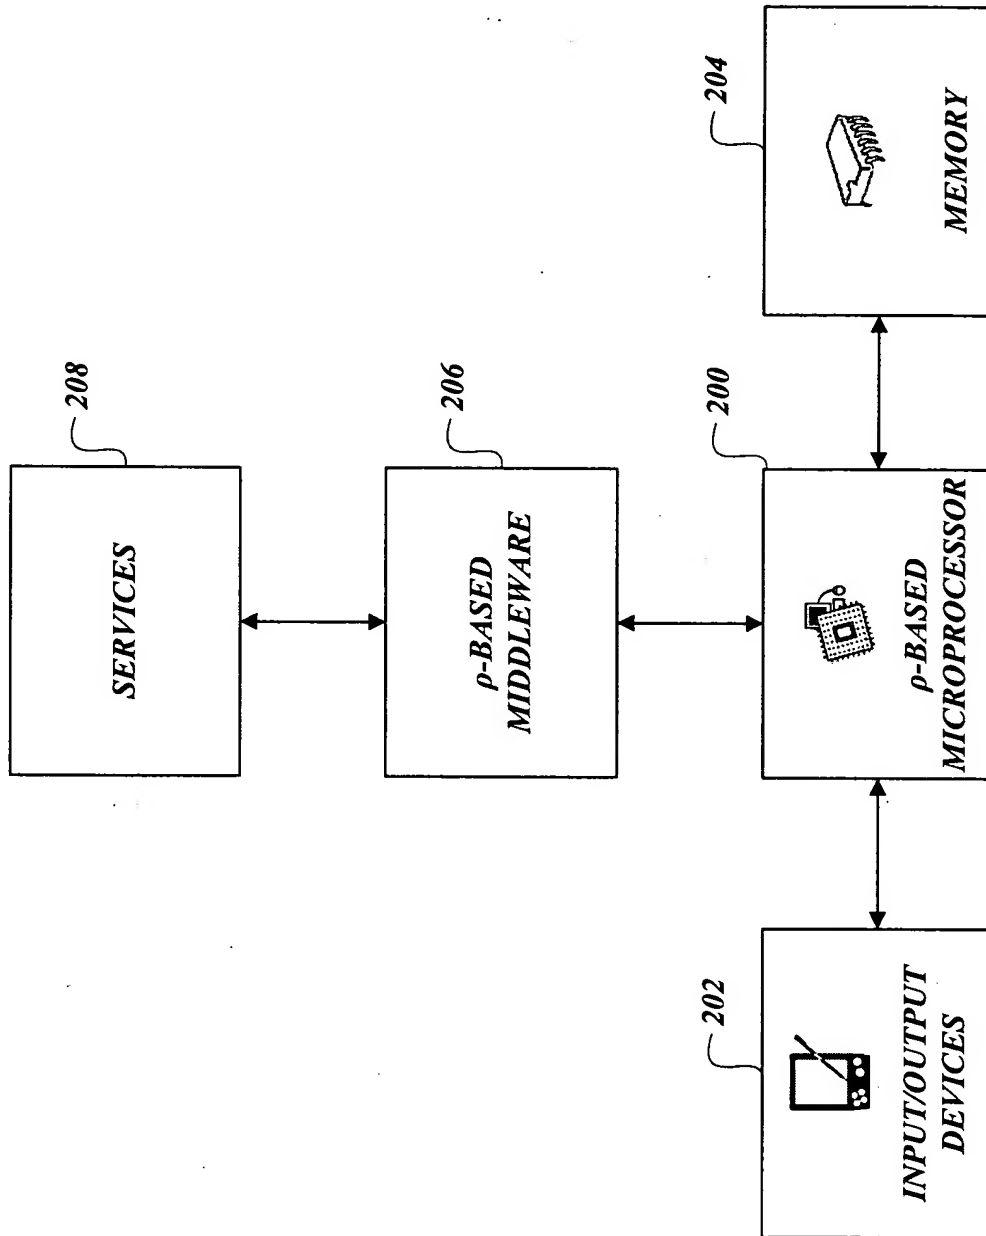 208
SERVICES
206
ρ-BASED
MIDDLEWARE
202
INPUT/OUTPUT
DEVICES
200
ρ-BASED
MICROPROCESSOR
204
MEMORY